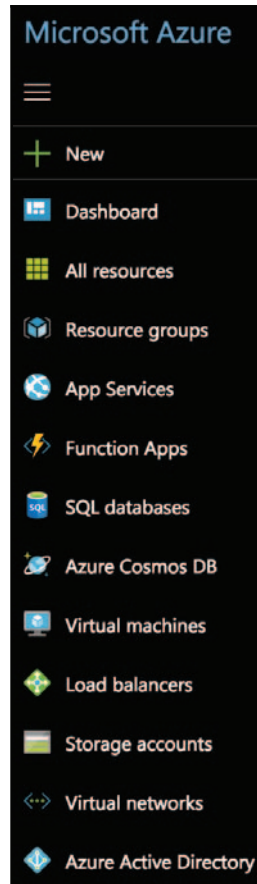 Microsoft Azure
New
Dashboard
All resources
Resource groups
App Services
Function Apps
SQL
SQL databases
Azure Cosmos DB
Virtual machines
Load balancers
Storage accounts
Virtual networks
Azure Active Directory